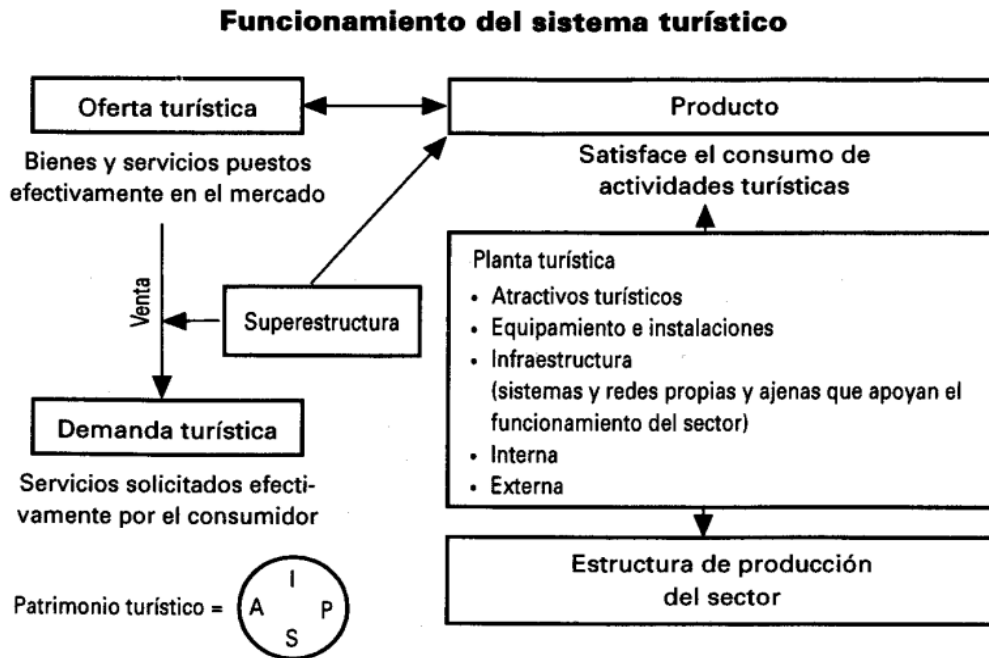 Funcionamiento del sistema turístico
Oferta turística
Bienes y servicios puestos
efectivamente en el mercado
Venta
Superestructura
Demanda turística
Servicios solicitados efecti-
vamente por el consumidor
Patrimonio turístico =
I
A P
S
Producto
Satisface el consumo de
actividades turísticas
Planta turística
• Atractivos turísticos
• Equipamiento e instalaciones
• Infraestructura
(sistemas y redes propias y ajenas que apoyan el
funcionamiento del sector)
• Interna
• Externa
Estructura de producción
del sector